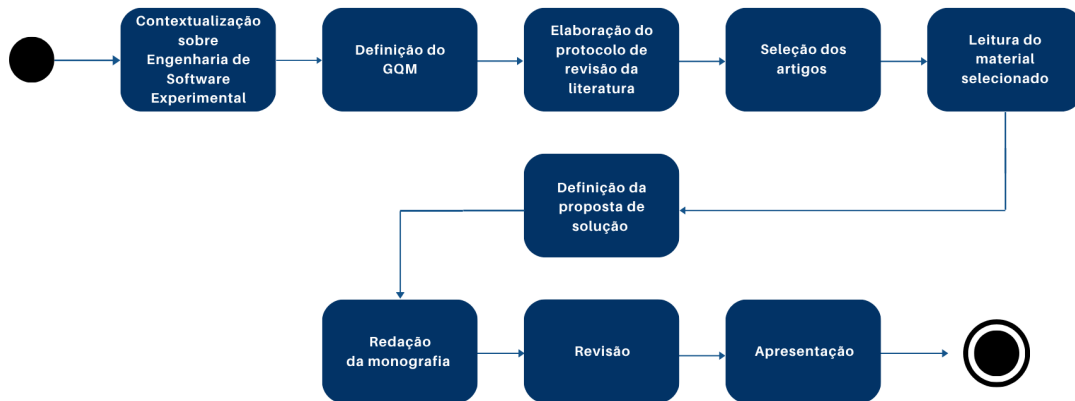 Contextualização
sobre
Engenharia de
Software
Experimental
Definição do
GQM
Elaboração do
protocolo de
revisão da
literatura
Seleção dos
artigos
Leitura do
material
selecionado
Definição da
proposta de
solução
Redação
da monografia
Revisão
Apresentação